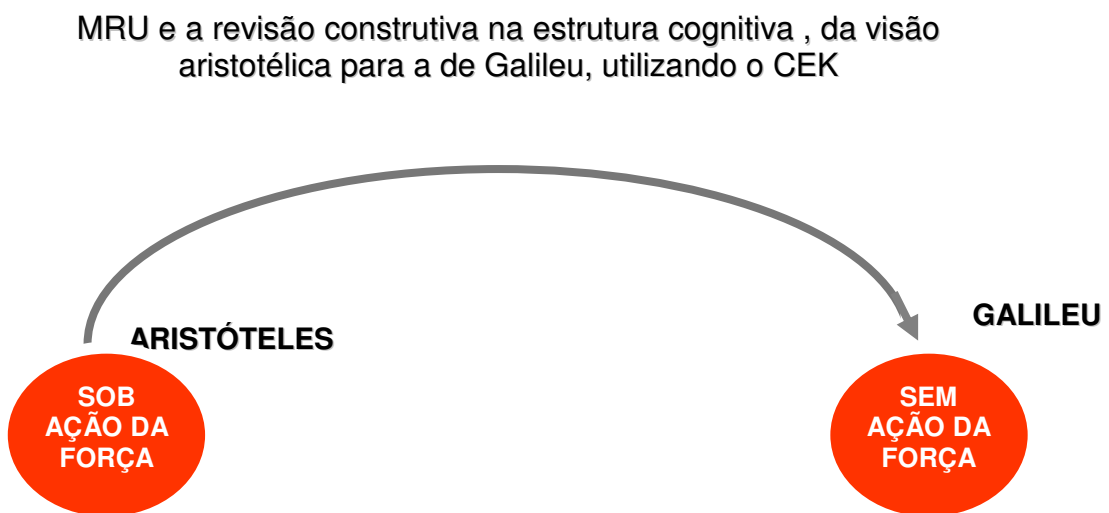 MRU e a revisão construtiva na estrutura cognitiva , da visão
aristotélica para a de Galileu, utilizando o CEK
GALILEU
ARISTÓTELES
SOB
AÇÃO DA
FORÇA
SEM
AÇÃO DA
FORÇA